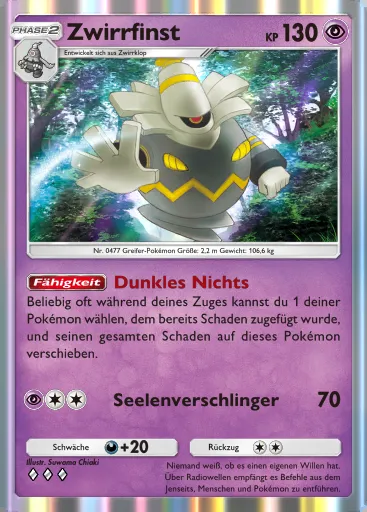 PHASE 2 Zwirrfinst KP 130
Entwickelt sich aus Zwirrklop
Nr. 0477 Greifer-Pokémon Größe: 2,2 m Gewicht: 106,6 kg
Fähigkeit Dunkles Nichts
Beliebig oft während deines Zuges kannst du 1 deiner
Pokémon wählen, dem bereits Schaden zugefügt wurde,
und seinen gesamten Schaden auf dieses Pokémon
verschieben.
Seelenverschlinger 70
Schwäche +20 Rückzug
Illustr. Suwama Chiaki
Niemand weiß, ob es einen eigenen Willen hat.
Über Radiowellen empfängt es Befehle aus dem
Jenseits, Menschen und Pokémon zu entführen.